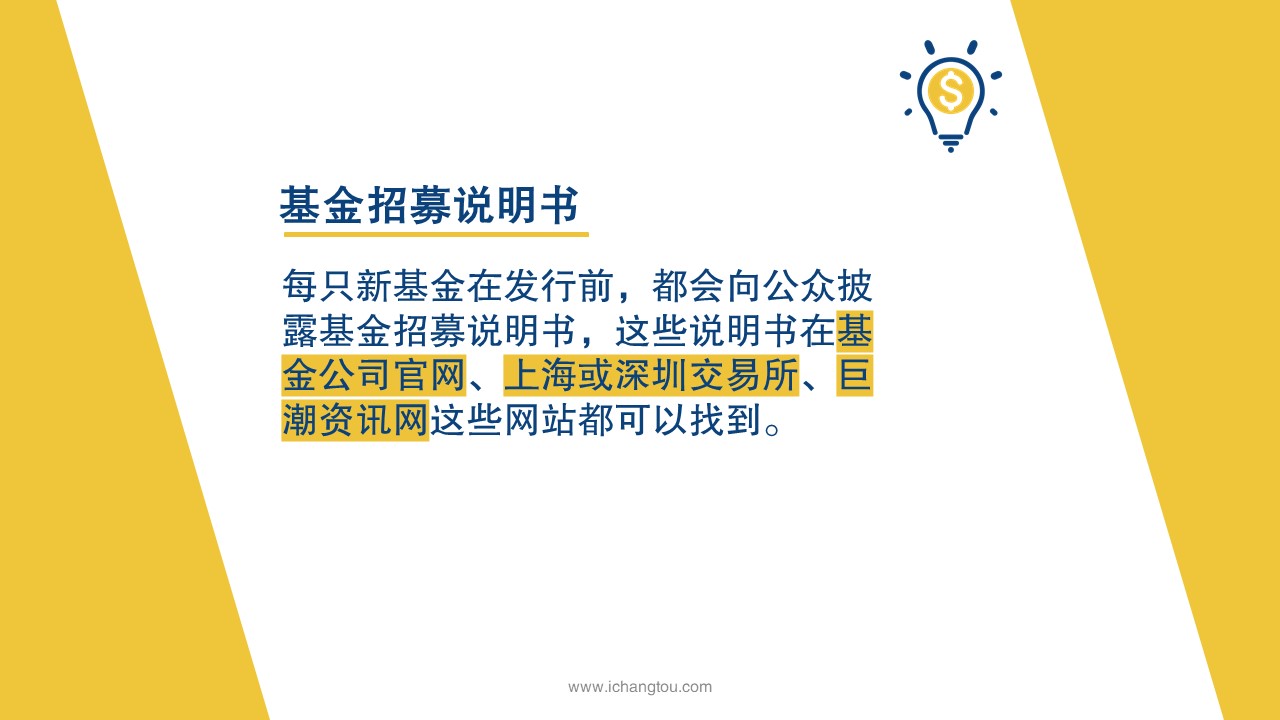 基金招募说明书
每只新基金在发行前，都会向公众披
露基金招募说明书，这些说明书在基
金公司官网、上海或深圳交易所、巨
潮资讯网这些网站都可以找到。
www.ichangtou.com